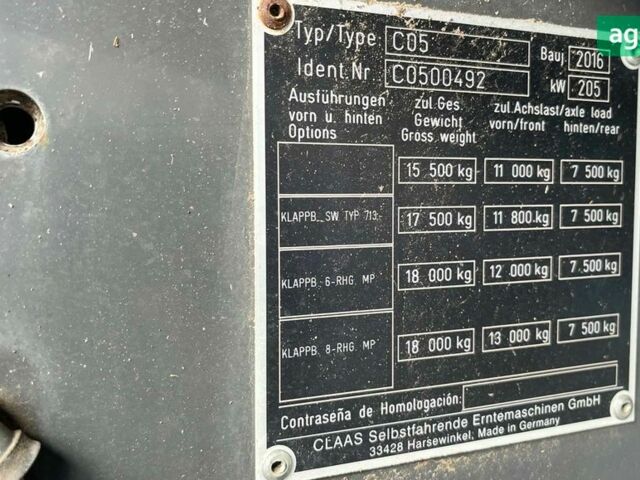 ag
Typ/Type C05 Bauj. 2016
Ident.Nr. C0500492 kW 205
Ausführungen zul.Ges. zul.Achslast/axle load
vorn u. hinten Gewicht vorn/front hinten/rear
Options Gross weight
15 500 kg 11 000 kg 7 500 kg
KLAPPB. SW TYP 713- 17 500 kg 11 800.kg 7 500 kg
KLAPPB. 6-RHG. MP 18 000 kg 12 000 kg 7.500 kg
KLAPPB. 8-RHG. MP 18 000 kg 13 000 kg 7 500 kg
Contraseña de Homologación:
CLAAS Selbstfahrende Erntemaschinen GmbH
33428 Harsewinkel, Made in Germany